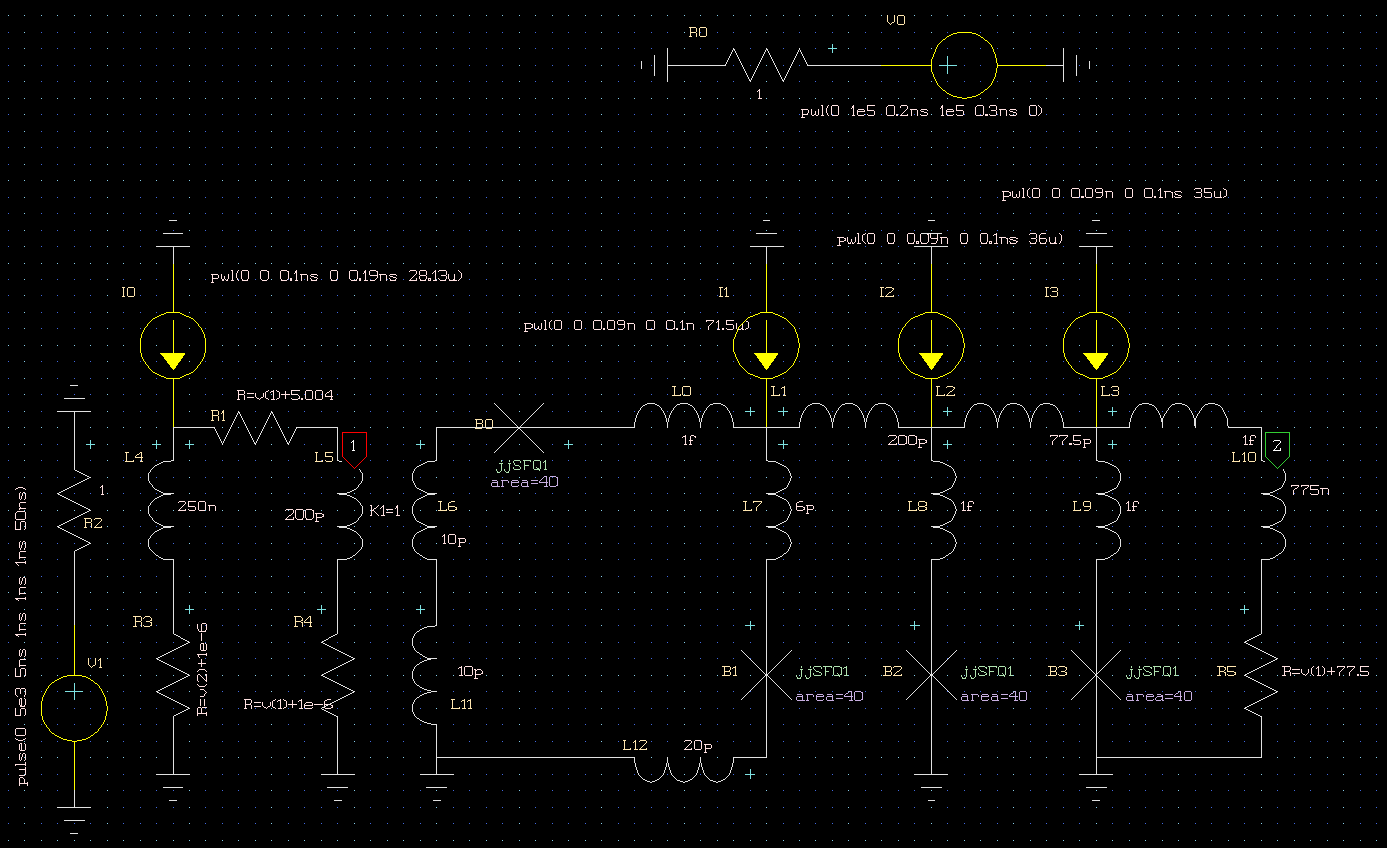 V0
R0
1
pwl(0 1e5 0.2ns 1e5 0.3ns 0)
pwl(0 0 0.09n 0 0.1ns 35u)
pwl(0 0 0.09n 0 0.1ns 36u)
pwl(0 0 0.1ns 0 0.19ns 28.13u)
I0
I1
I2
I3
pwl(0 0 0.09n 0 0.1n 71.5u)
R=v(1)+5.004
L0
L1
L2
L3
R1
B0
1f
200p
77.5p
1f
1
2
L4
L5
L10
jjSFQ1
area=40
1
R2
250n
200p
K1=1
L6
10p
L7
6p
L8
1f
L9
1f
775n
pulse(0 5e3 5ns 1ns 1ns 1ns 50ns)
R3
R=v(2)+1e-6
R4
R=v(1)+1e-6
V1
10p
L11
B1
jjSFQ1
area=40
B2
jjSFQ1
area=40
B3
jjSFQ1
area=40
R5
R=v(1)+77.5
L12
20p